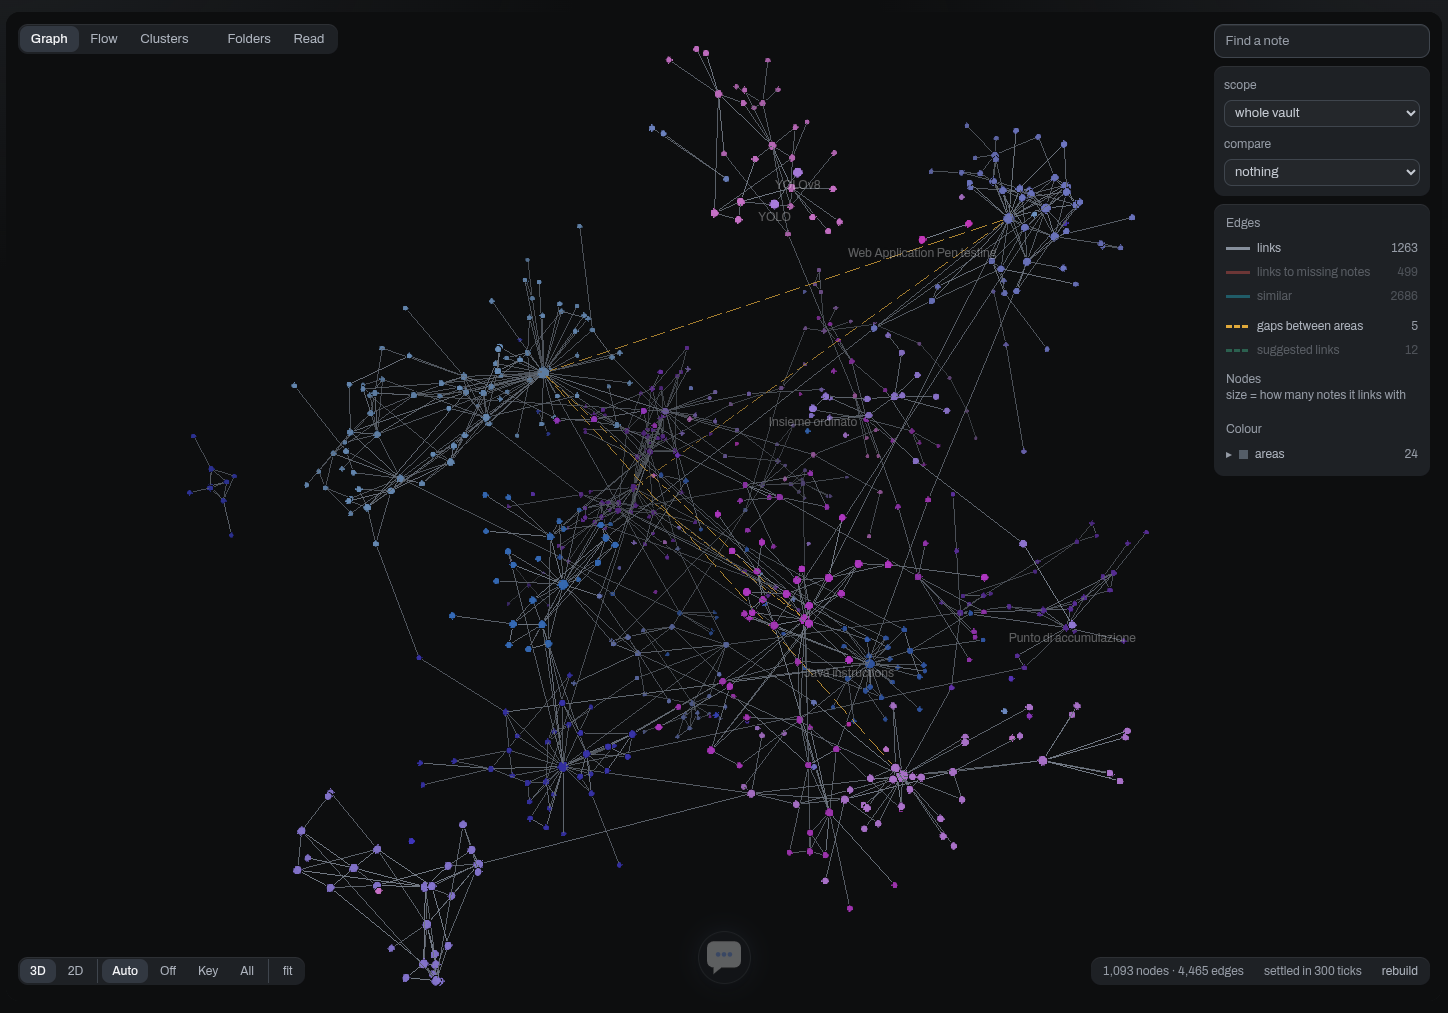 Graph Flow Clusters Folders Read
Find a note
scope
whole vault
compare
nothing
Edges
links 1263
links to missing notes 499
similar 2686
gaps between areas 5
suggested links 12
Nodes
size = how many notes it links with
Colour
areas 24
YOLOv8
YOLO
Web Application Pen testing
Insieme ordinato
Punto di accumulazione
Java instructions
3D 2D Auto Off Key All fit
1,093 nodes · 4,465 edges settled in 300 ticks rebuild